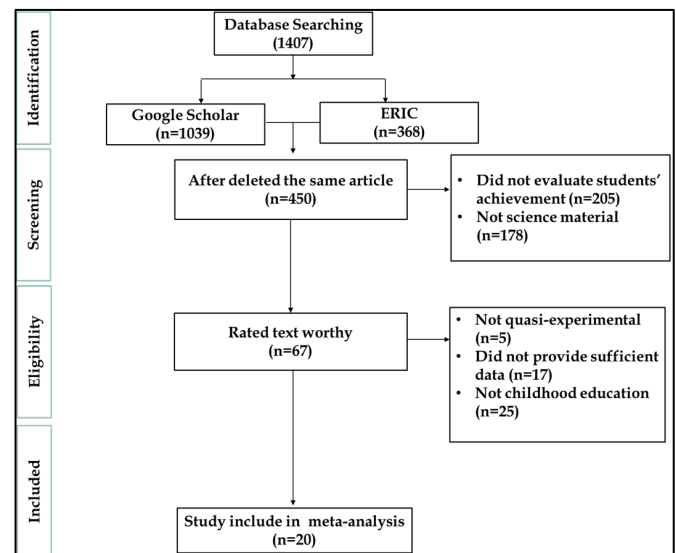 Identification
Database Searching
(1407)
Google Scholar
(n=1039)
ERIC
(n=368)
Screening
After deleted the same article
(n=450)
• Did not evaluate students’
achievement (n=205)
• Not science material
(n=178)
Eligibility
Rated text worthy
(n=67)
• Not quasi-experimental
(n=5)
• Did not provide sufficient
data (n=17)
• Not childhood education
(n=25)
Included
Study include in meta-analysis
(n=20)